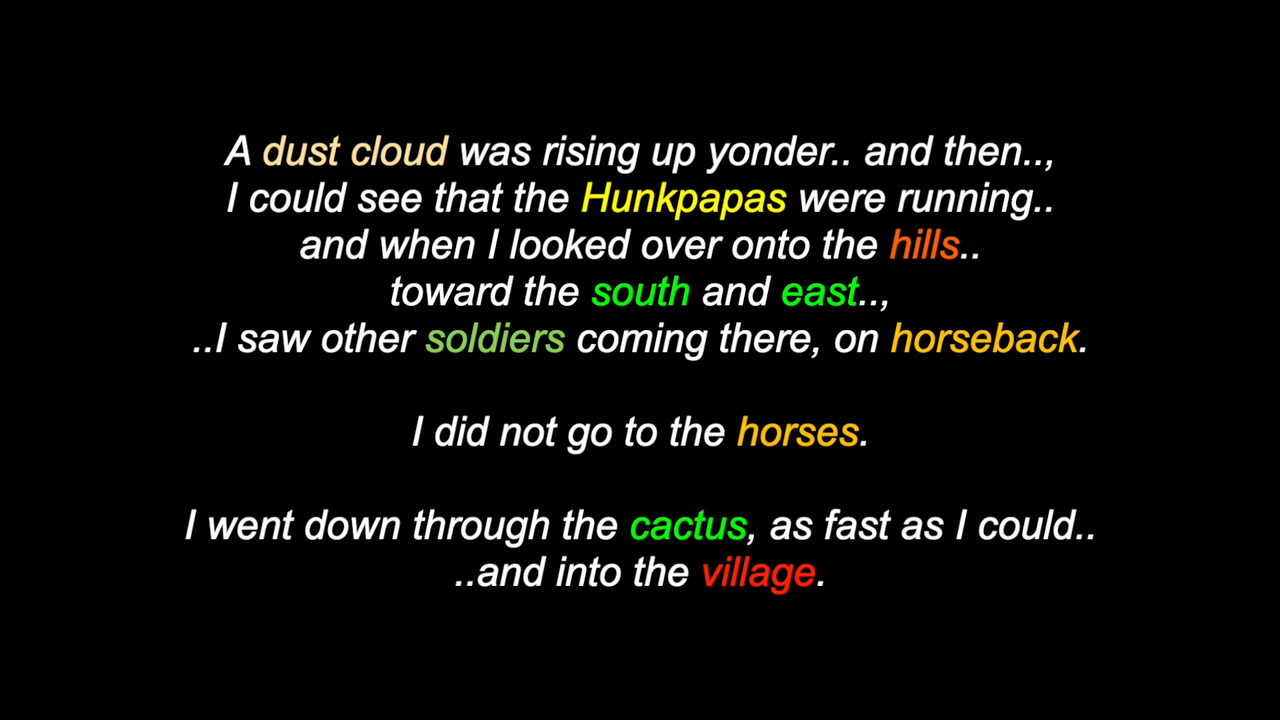 A dust cloud was rising up yonder.. and then..,
I could see that the Hunkpapas were running..
and when I looked over onto the hills..
toward the south and east..,
..I saw other soldiers coming there, on horseback.
I did not go to the horses.
I went down through the cactus, as fast as I could..
..and into the village.